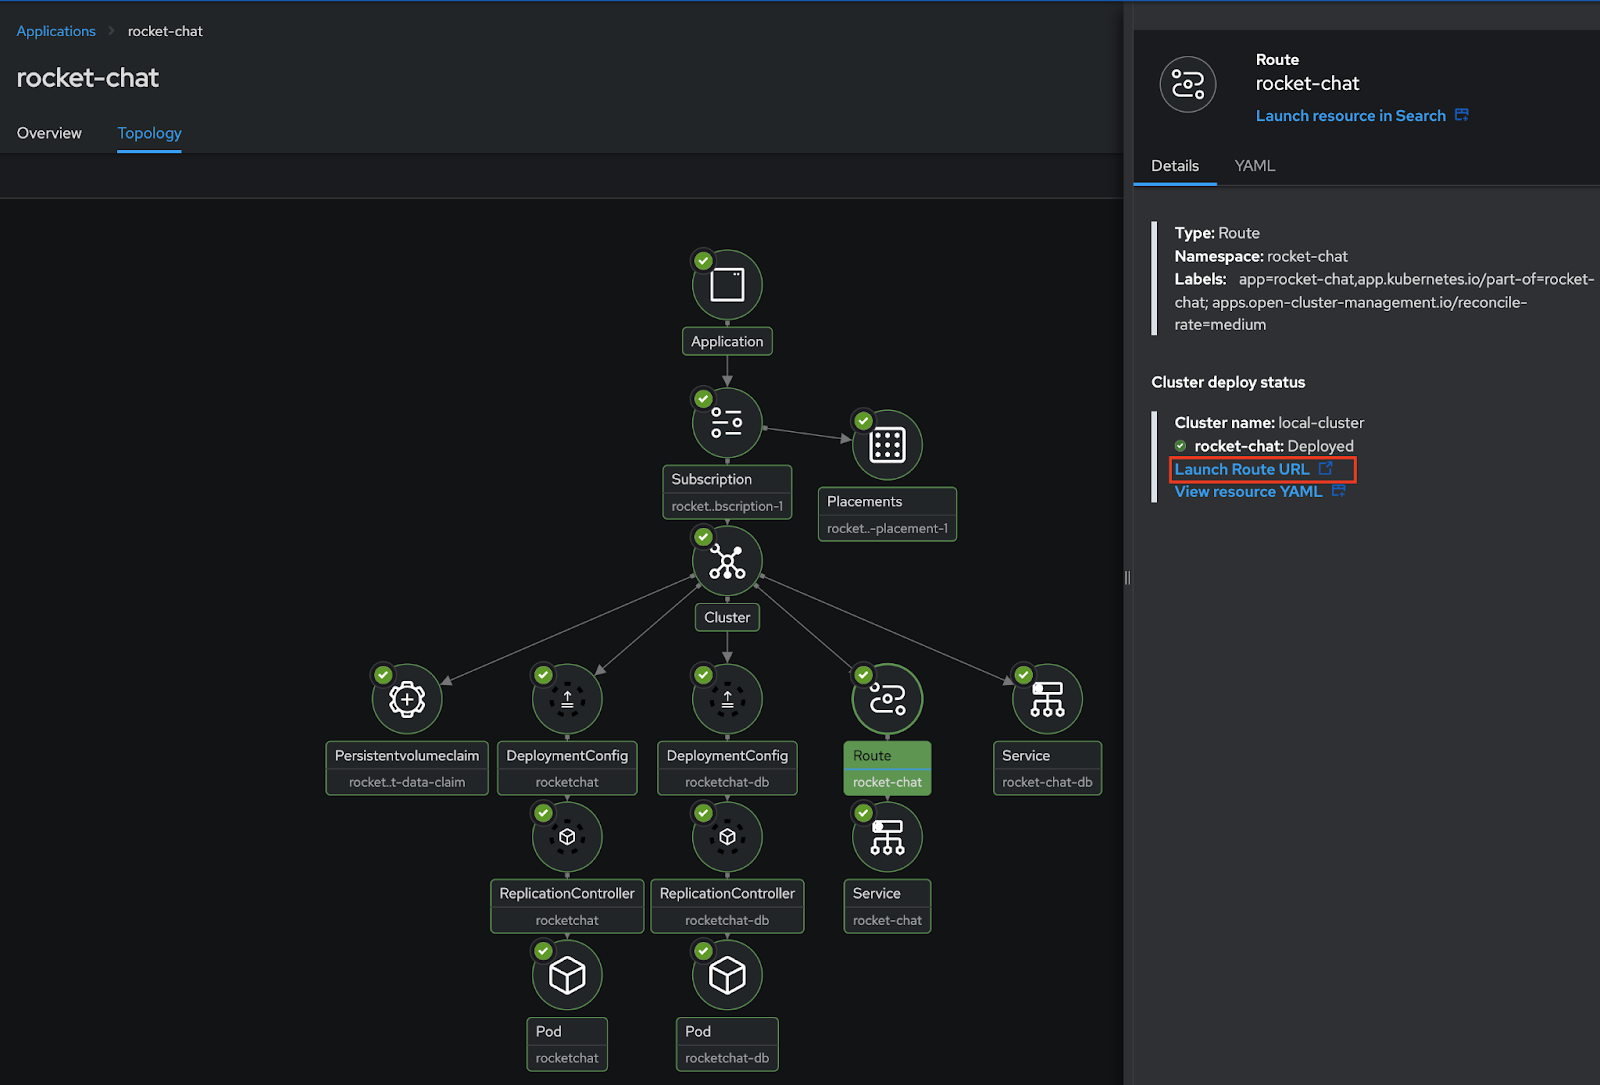 Applications > rocket-chat
rocket-chat
Overview Topology
Application
Subscription
rocket..bscription-1
Placements
rocket..-placement-1
Cluster
Persistentvolumeclaim
rocket..t-data-claim
DeploymentConfig
rocketchat
DeploymentConfig
rocketchat-db
Route
rocket-chat
Service
rocket-chat-db
ReplicationController
rocketchat
ReplicationController
rocketchat-db
Service
rocket-chat
Pod
rocketchat
Pod
rocketchat-db
Route
rocket-chat
Launch resource in Search
Details YAML
Type: Route
Namespace: rocket-chat
Labels: app=rocket-chat,app.kubernetes.io/part-of=rocket-
chat; apps.open-cluster-management.io/reconcile-
rate=medium
Cluster deploy status
Cluster name: local-cluster
rocket-chat: Deployed
Launch Route URL
View resource YAML